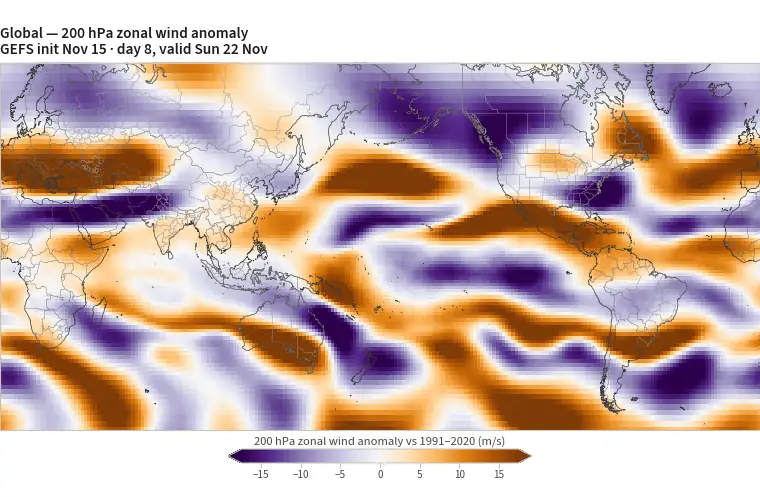 Global — 200 hPa zonal wind anomaly
GEFS init Nov 15 · day 8, valid Sun 22 Nov
200 hPa zonal wind anomaly vs 1991–2020 (m/s)
−15 −10 −5 0 5 10 15